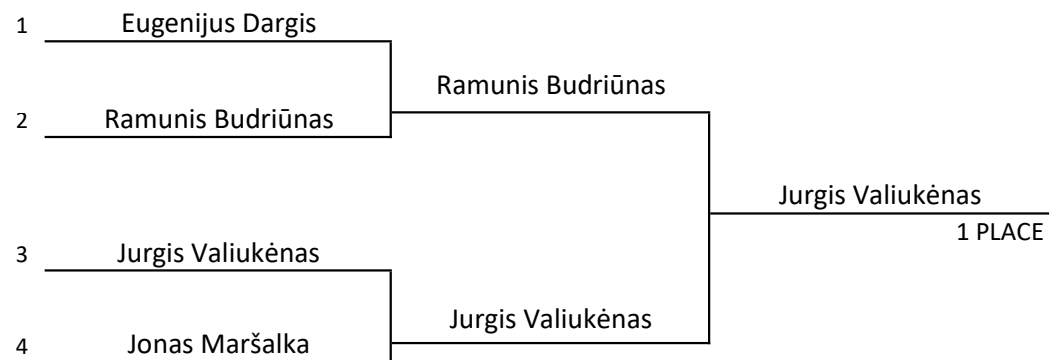 1 Eugenijus Dargis
Ramunis Budriūnas
2 Ramunis Budriūnas
Jurgis Valiukėnas
1 PLACE
3 Jurgis Valiukėnas
Jurgis Valiukėnas
4 Jonas Maršalka